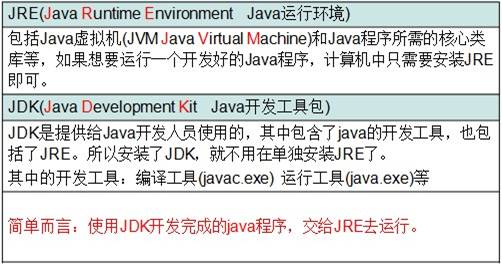 JRE(Java Runtime Environment Java运行环境)
包括Java虚拟机(JVM Java Virtual Machine)和Java程序所需的核心类
库等，如果想要运行一个开发好的Java程序，计算机中只需要安装JRE
即可。
JDK(Java Development Kit Java开发工具包)
JDK是提供给Java开发人员使用的，其中包含了java的开发工具，也包
括了JRE。所以安装了JDK，就不用在单独安装JRE了。
其中的开发工具：编译工具(javac.exe) 运行工具(java.exe)等
简单而言：使用JDK开发完成的java程序，交给JRE去运行。